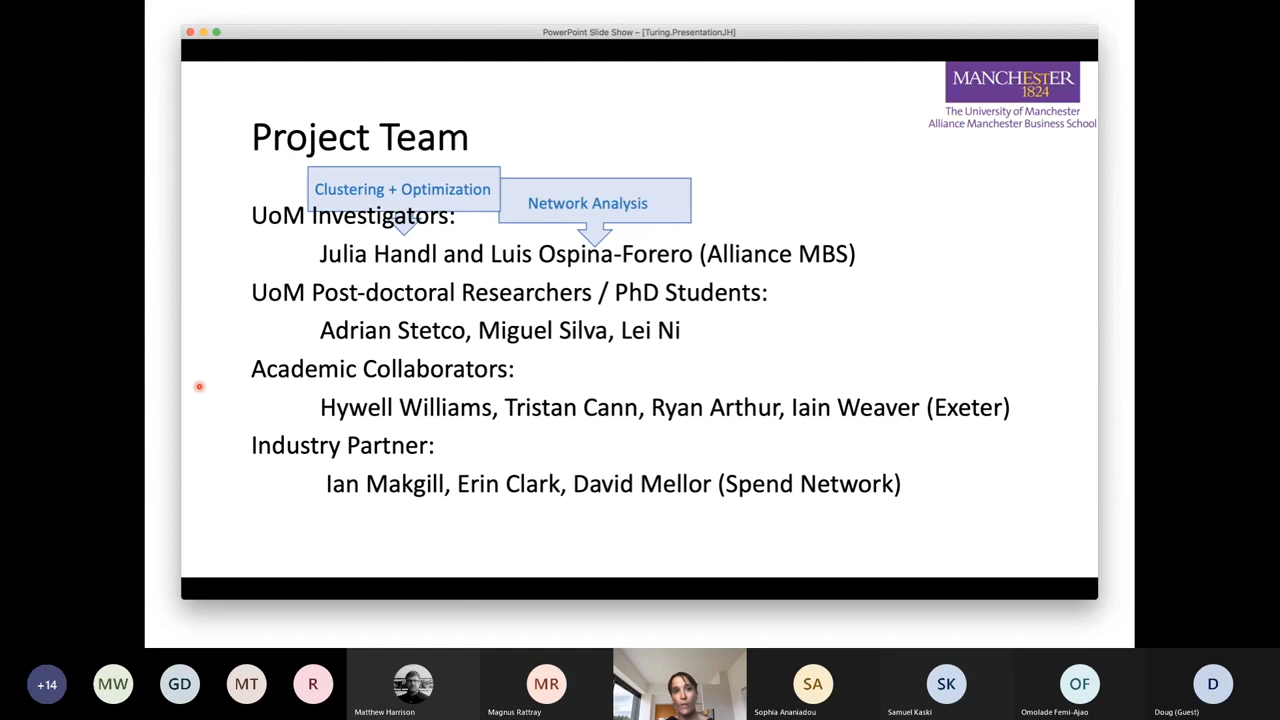 PowerPoint Slide Show – [Turing.PresentationJH]
MANCHESTER
1824
The University of Manchester
Alliance Manchester Business School
Project Team
Clustering + Optimization
Network Analysis
UoM Investigators:
Julia Handl and Luis Ospina-Forero (Alliance MBS)
UoM Post-doctoral Researchers / PhD Students:
Adrian Stetco, Miguel Silva, Lei Ni
Academic Collaborators:
Hywell Williams, Tristan Cann, Ryan Arthur, Iain Weaver (Exeter)
Industry Partner:
Ian Makgill, Erin Clark, David Mellor (Spend Network)
+14
MW
GD
MT
R
MR
SA
SK
OF
D
Matthew Harrison
Magnus Rattray
Sophia Ananiadou
Samuel Kaski
Omolade Femi-Ajao
Doug (Guest)